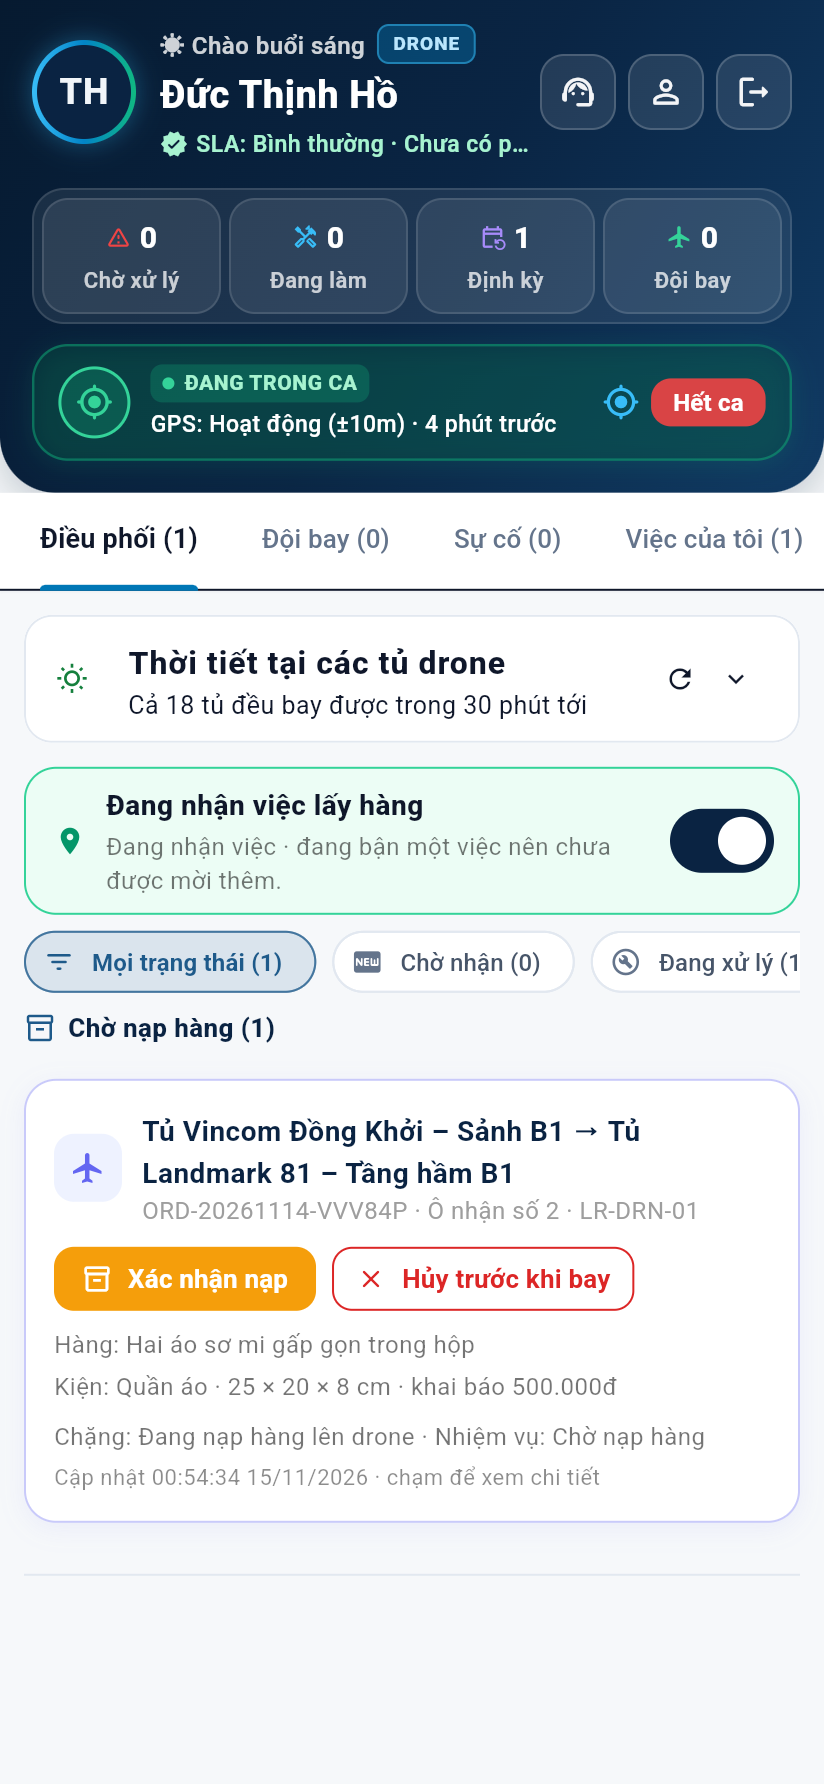 Chào buổi sáng DRONE
TH
Đức Thịnh Hồ
SLA: Bình thường · Chưa có p...
0 0 1 0
Chờ xử lý Đang làm Định kỳ Đội bay
ĐANG TRONG CA
GPS: Hoạt động (±10m) · 4 phút trước
Hết ca
Điều phối (1) Đội bay (0) Sự cố (0) Việc của tôi (1)
Thời tiết tại các tủ drone
Cả 18 tủ đều bay được trong 30 phút tới
Đang nhận việc lấy hàng
Đang nhận việc · đang bận một việc nên chưa
được mời thêm.
Mọi trạng thái (1) NEW Chờ nhận (0) Đang xử lý (1
Chờ nạp hàng (1)
Tủ Vincom Đồng Khởi – Sảnh B1 → Tủ
Landmark 81 – Tầng hầm B1
ORD-20261114-VVV84P · Ô nhận số 2 · LR-DRN-01
Xác nhận nạp Hủy trước khi bay
Hàng: Hai áo sơ mi gấp gọn trong hộp
Kiện: Quần áo · 25 × 20 × 8 cm · khai báo 500.000đ
Chặng: Đang nạp hàng lên drone · Nhiệm vụ: Chờ nạp hàng
Cập nhật 00:54:34 15/11/2026 · chạm để xem chi tiết